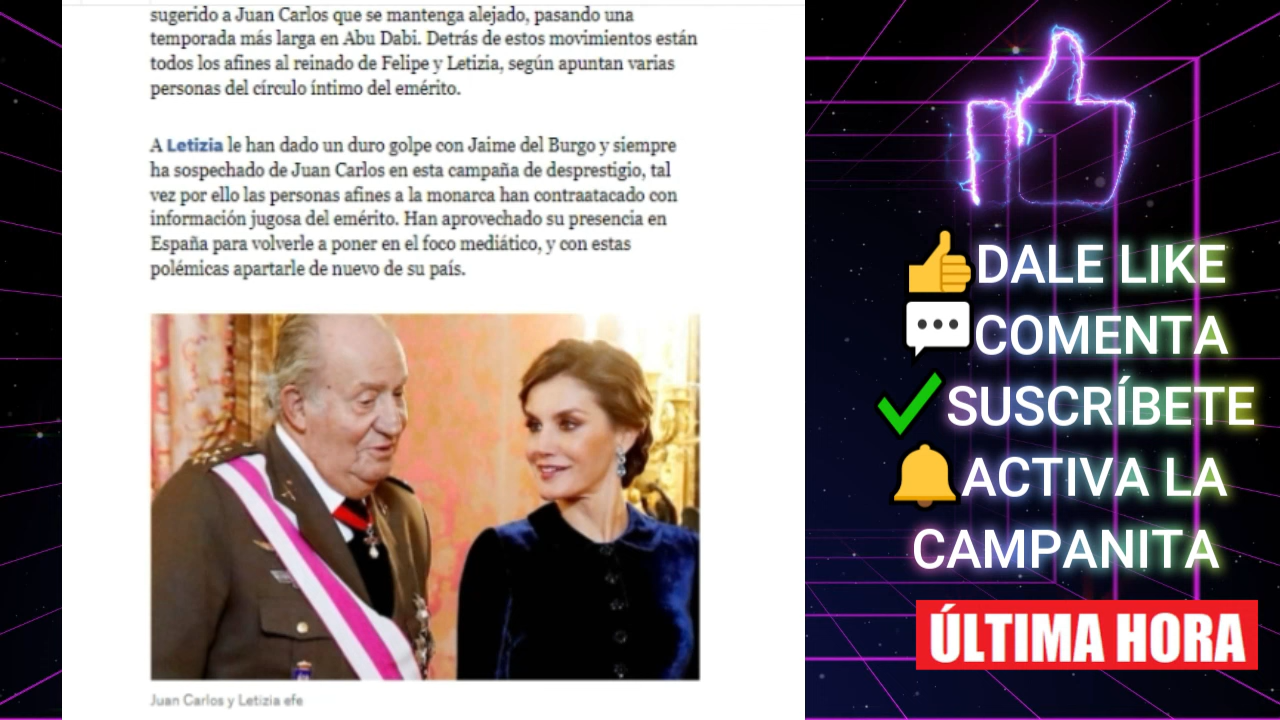 sugerido a Juan Carlos que se mantenga alejado, pasando una
temporada más larga en Abu Dabi. Detrás de estos movimientos están
todos los afines al reinado de Felipe y Letizia, según apuntan varias
personas del círculo íntimo del emérito.
A Letizia le han dado un duro golpe con Jaime del Burgo y siempre
ha sospechado de Juan Carlos en esta campaña de desprestigio, tal
vez por ello las personas afines a la monarca han contraatacado con
información jugosa del emérito. Han aprovechado su presencia en
España para volverle a poner en el foco mediático, y con estas
polémicas apartarle de nuevo de su país.
Juan Carlos y Letizia efe
DALE LIKE
COMENTA
SUSCRÍBETE
ACTIVA LA
CAMPANITA
ÚLTIMA HORA